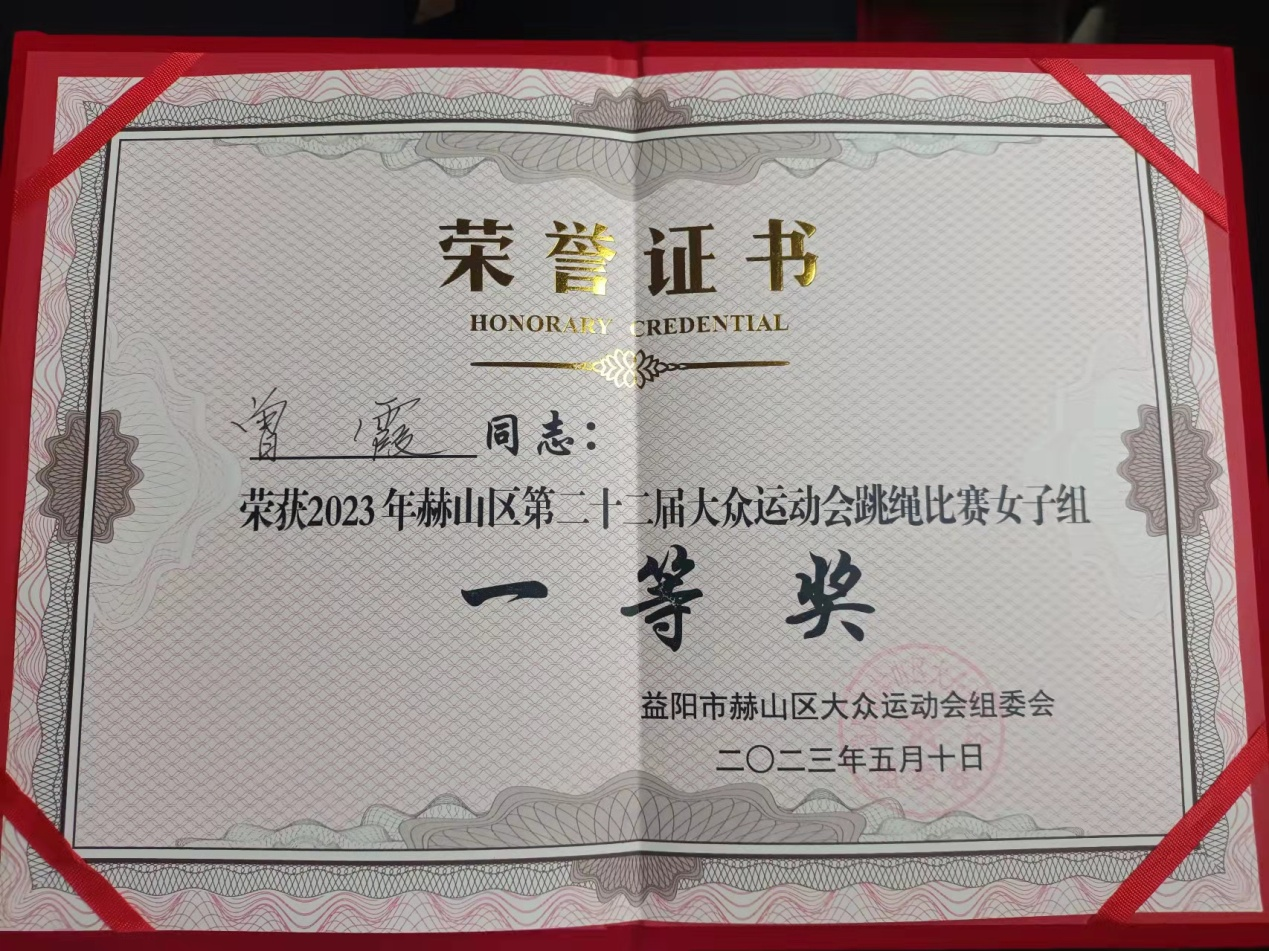 荣誉证书
HONORARY CREDENTIAL
曾霞同志：
荣获2023年赫山区第二十二届大众运动会跳绳比赛女子组
一等奖
益阳市赫山区大众运动会组委会
二〇二三年五月十日